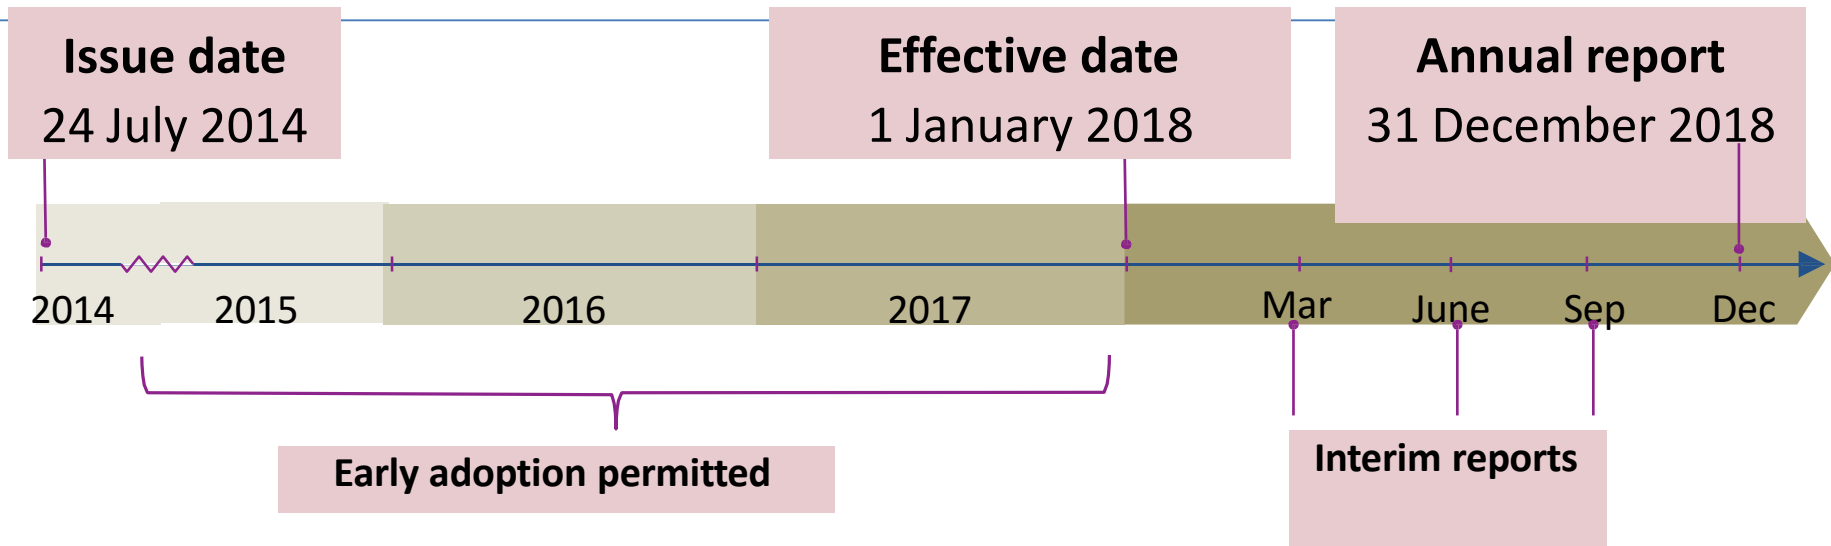 Issue date
24 July 2014
Effective date
1 January 2018
Annual report
31 December 2018
2014
2015
2016
2017
Mar
June
Sep
Dec
Early adoption permitted
Interim reports